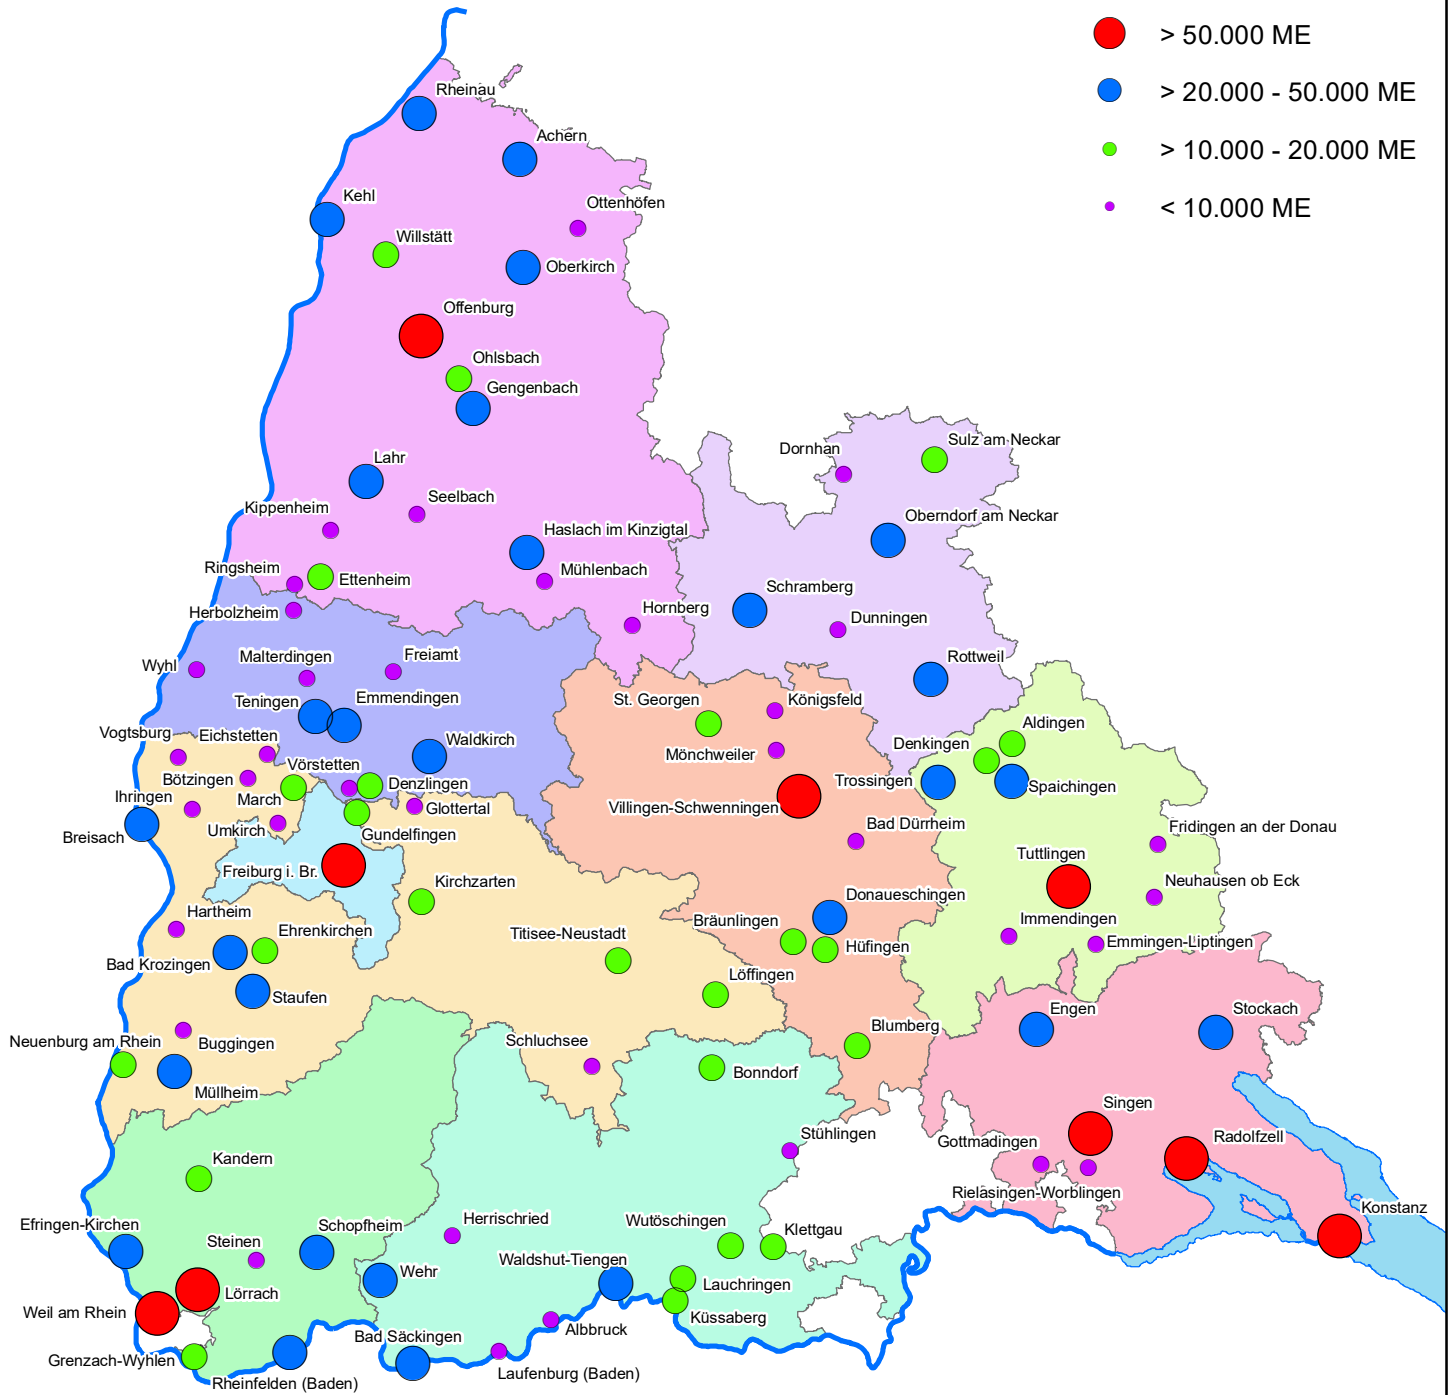 > 50.000 ME
> 20.000 - 50.000 ME
> 10.000 - 20.000 ME
< 10.000 ME
Rheinau
Achern
Kehl
Ottenhöfen
Willstätt
Oberkirch
Offenburg
Ohlsbach
Gengenbach
Sulz am Neckar
Dornhan
Lahr
Seelbach
Kippenheim
Oberndorf am Neckar
Haslach im Kinzigtal
Ringsheim
Mühlenbach
Ettenheim
Schramberg
Herbolzheim
Hornberg
Dunningen
Malterdingen
Freiamt
Rottweil
Wyhl
Teningen
Emmendingen
St. Georgen
Königsfeld
Aldingen
Vogtsburg
Eichstetten
Waldkirch
Denkingen
Mönchweiler
Vörstetten
Bötzingen
Denzlingen
Trossingen
Spaichingen
Ihringen
March
Glottertal
Villingen-Schwenningen
Umkirch
Breisach
Gundelfingen
Bad Dürrheim
Fridingen an der Donau
Tuttlingen
Freiburg i. Br.
Kirchzarten
Neuhausen ob Eck
Donaueschingen
Hartheim
Bräunlingen
Immendingen
Ehrenkirchen
Titisee-Neustadt
Hüfingen
Emmingen-Liptingen
Bad Krozingen
Löffingen
Staufen
Engen
Stockach
Blumberg
Neuenburg am Rhein
Buggingen
Schluchsee
Bonndorf
Müllheim
Singen
Stühlingen
Gottmadingen
Radolfzell
Kandern
Rielasingen-Worblingen
Konstanz
Efringen-Kirchen
Schopfheim
Herrischried
Wutöschingen
Klettgau
Steinen
Waldshut-Tiengen
Wehr
Lauchringen
Lörrach
Weil am Rhein
Küssaberg
Albbruck
Bad Säckingen
Grenzach-Wyhlen
Laufenburg (Baden)
Rheinfelden (Baden)